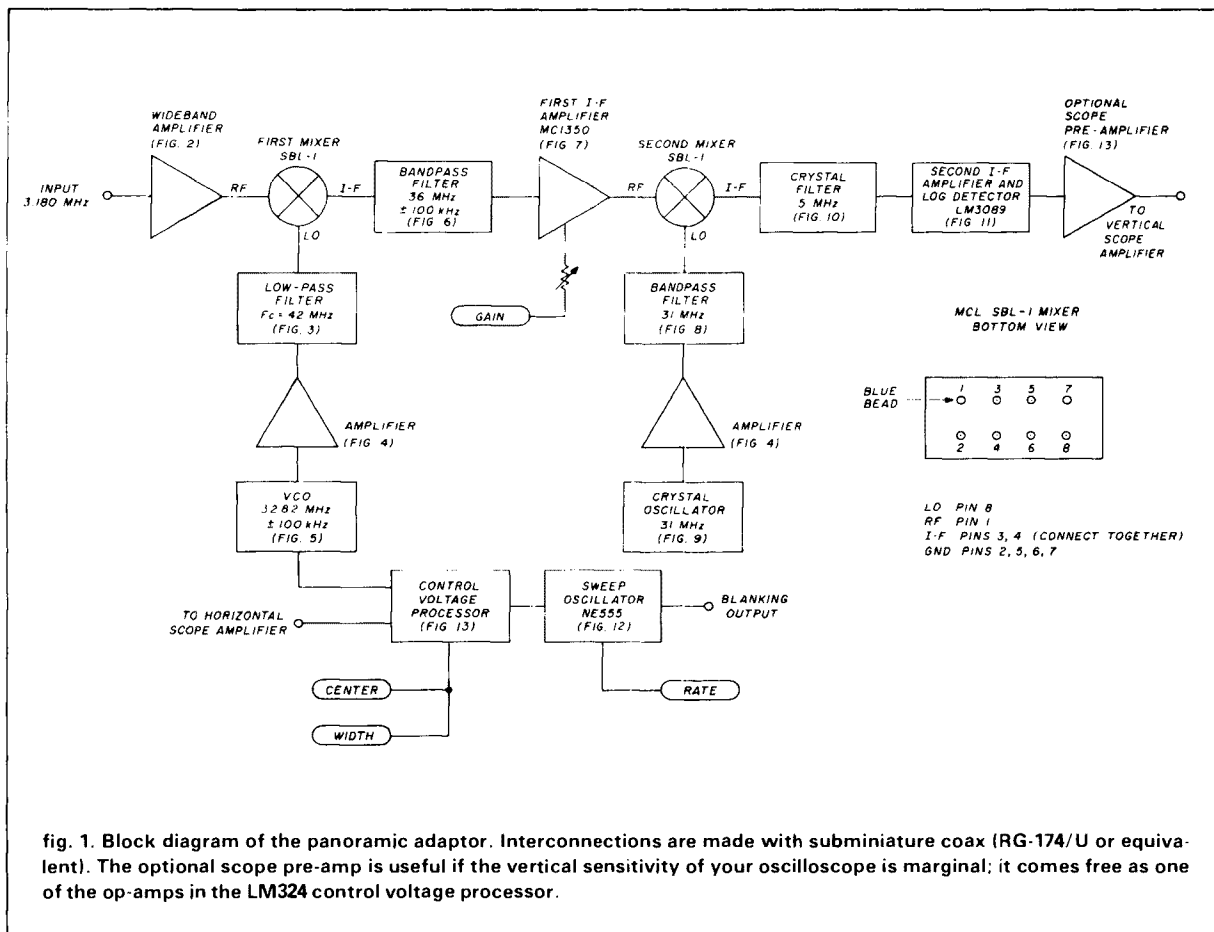 WIDEBAND
AMPLIFIER
(FIG. 2)
FIRST MIXER
SBL-1
FIRST I-F
AMPLIFIER
MC1350
(FIG 7)
SECOND MIXER
SBL-1
OPTIONAL
SCOPE
PRE-AMPLIFIER
(FIG. 13)
INPUT
3.180 MHz
RF
I-F
LO
BANDPASS
FILTER
36 MHz
± 100 kHz
(FIG 6)
RF
I-F
LO
CRYSTAL
FILTER
5 MHz
(FIG. 10)
SECOND I-F
AMPLIFIER AND
LOG DETECTOR
LM3089
(FIG 11)
TO
VERTICAL
SCOPE
AMPLIFIER
LOW-PASS
FILTER
Fc = 42 MHz
(FIG. 3)
GAIN
BANDPASS
FILTER
31 MHz
(FIG 8)
MCL SBL-1 MIXER
BOTTOM VIEW
BLUE
BEAD
1 3 5 7
2 4 6 8
AMPLIFIER
(FIG 4)
AMPLIFIER
(FIG 4)
VCO
32.82 MHz
± 100 kHz
(FIG. 5)
CRYSTAL
OSCILLATOR
31 MHz
(FIG. 9)
LO PIN 8
RF PIN 1
I-F PINS 3, 4 (CONNECT TOGETHER)
GND PINS 2, 5, 6, 7
TO HORIZONTAL
SCOPE AMPLIFIER
CONTROL
VOLTAGE
PROCESSOR
(FIG 13)
SWEEP
OSCILLATOR
NE555
(FIG. 12)
BLANKING
OUTPUT
CENTER
WIDTH
RATE
fig. 1. Block diagram of the panoramic adaptor. Interconnections are made with subminiature coax (RG-174/U or equiva-
lent). The optional scope pre-amp is useful if the vertical sensitivity of your oscilloscope is marginal; it comes free as one
of the op-amps in the LM324 control voltage processor.